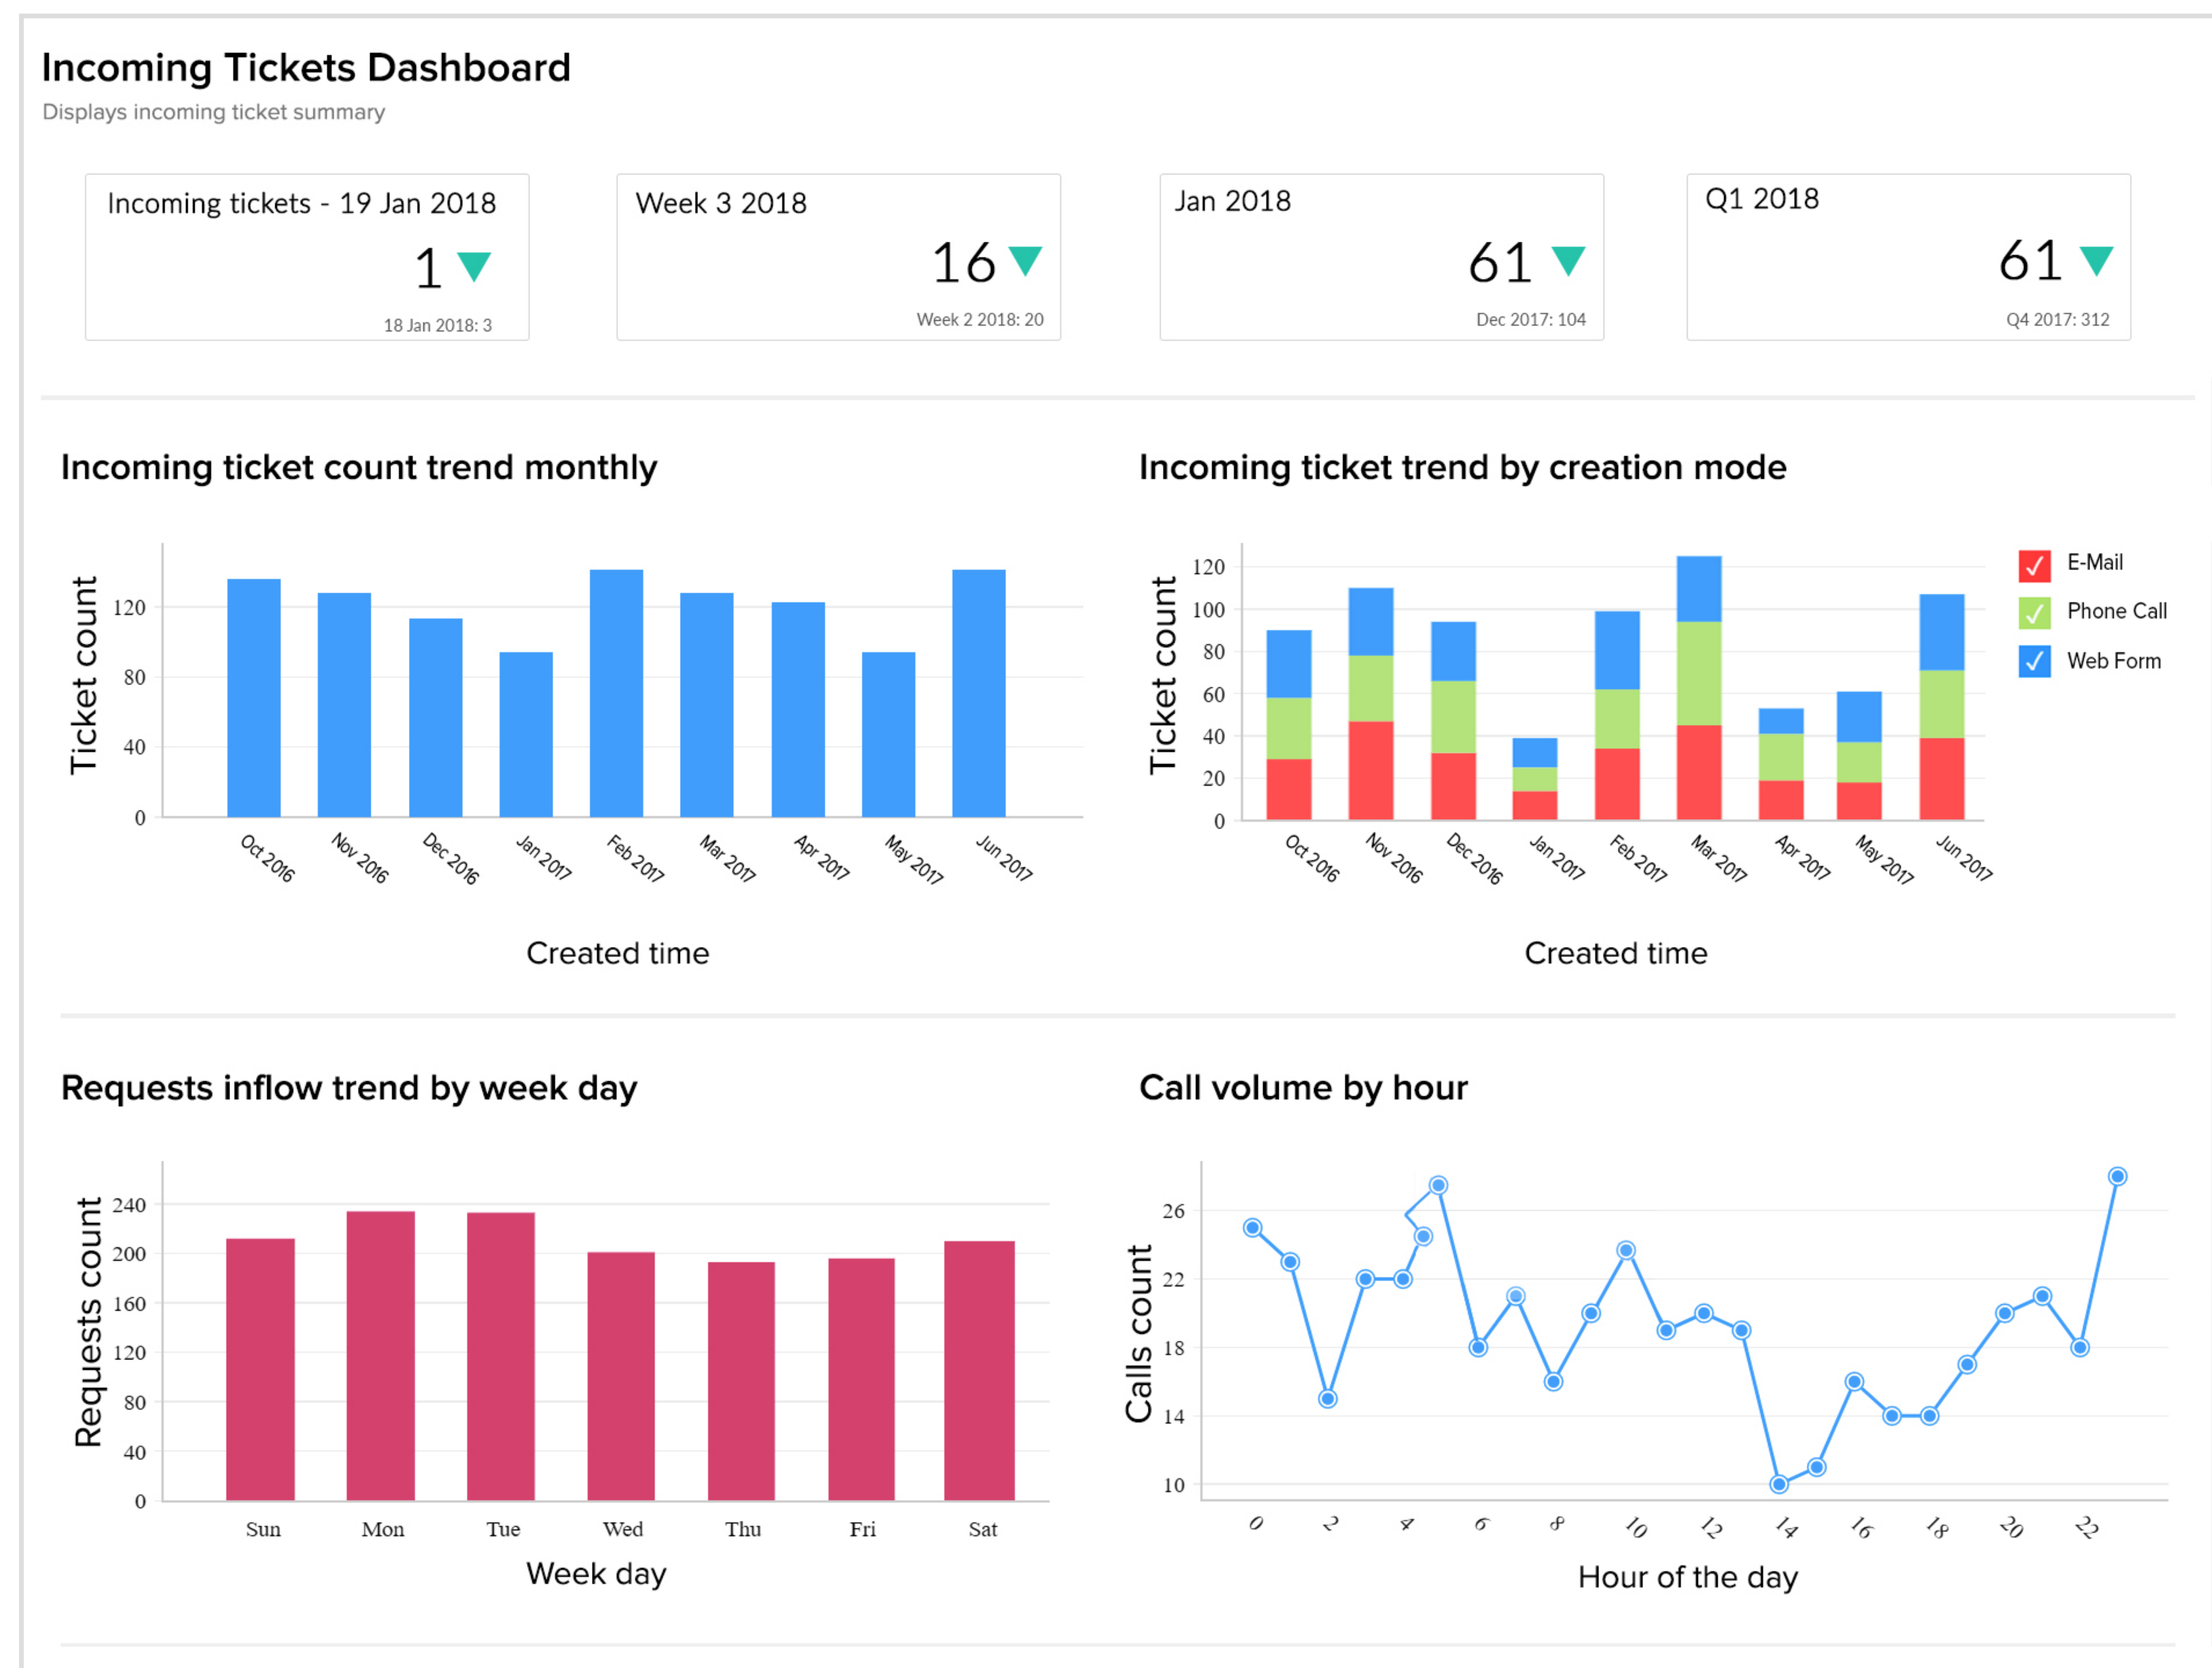 Incoming Tickets Dashboard
Displays incoming ticket summary
Incoming tickets - 19 Jan 2018
1
18 Jan 2018: 3
Week 3 2018
16
Week 2 2018: 20
Jan 2018
61
Dec 2017: 104
Q1 2018
61
Q4 2017: 312
Incoming ticket count trend monthly
Ticket count
120
80
40
0
Oct 2016
Nov 2016
Dec 2016
Jan 2017
Feb 2017
Mar 2017
Apr 2017
May 2017
Jun 2017
Created time
Incoming ticket trend by creation mode
Ticket count
120
100
80
60
40
20
0
Oct 2016
Nov 2016
Dec 2016
Jan 2017
Feb 2017
Mar 2017
Apr 2017
May 2017
Jun 2017
Created time
E-Mail
Phone Call
Web Form
Requests inflow trend by week day
Requests count
240
200
160
120
80
40
0
Sun
Mon
Tue
Wed
Thu
Fri
Sat
Week day
Call volume by hour
Calls count
26
22
18
14
10
0
2
4
6
8
10
12
14
16
18
20
22
Hour of the day